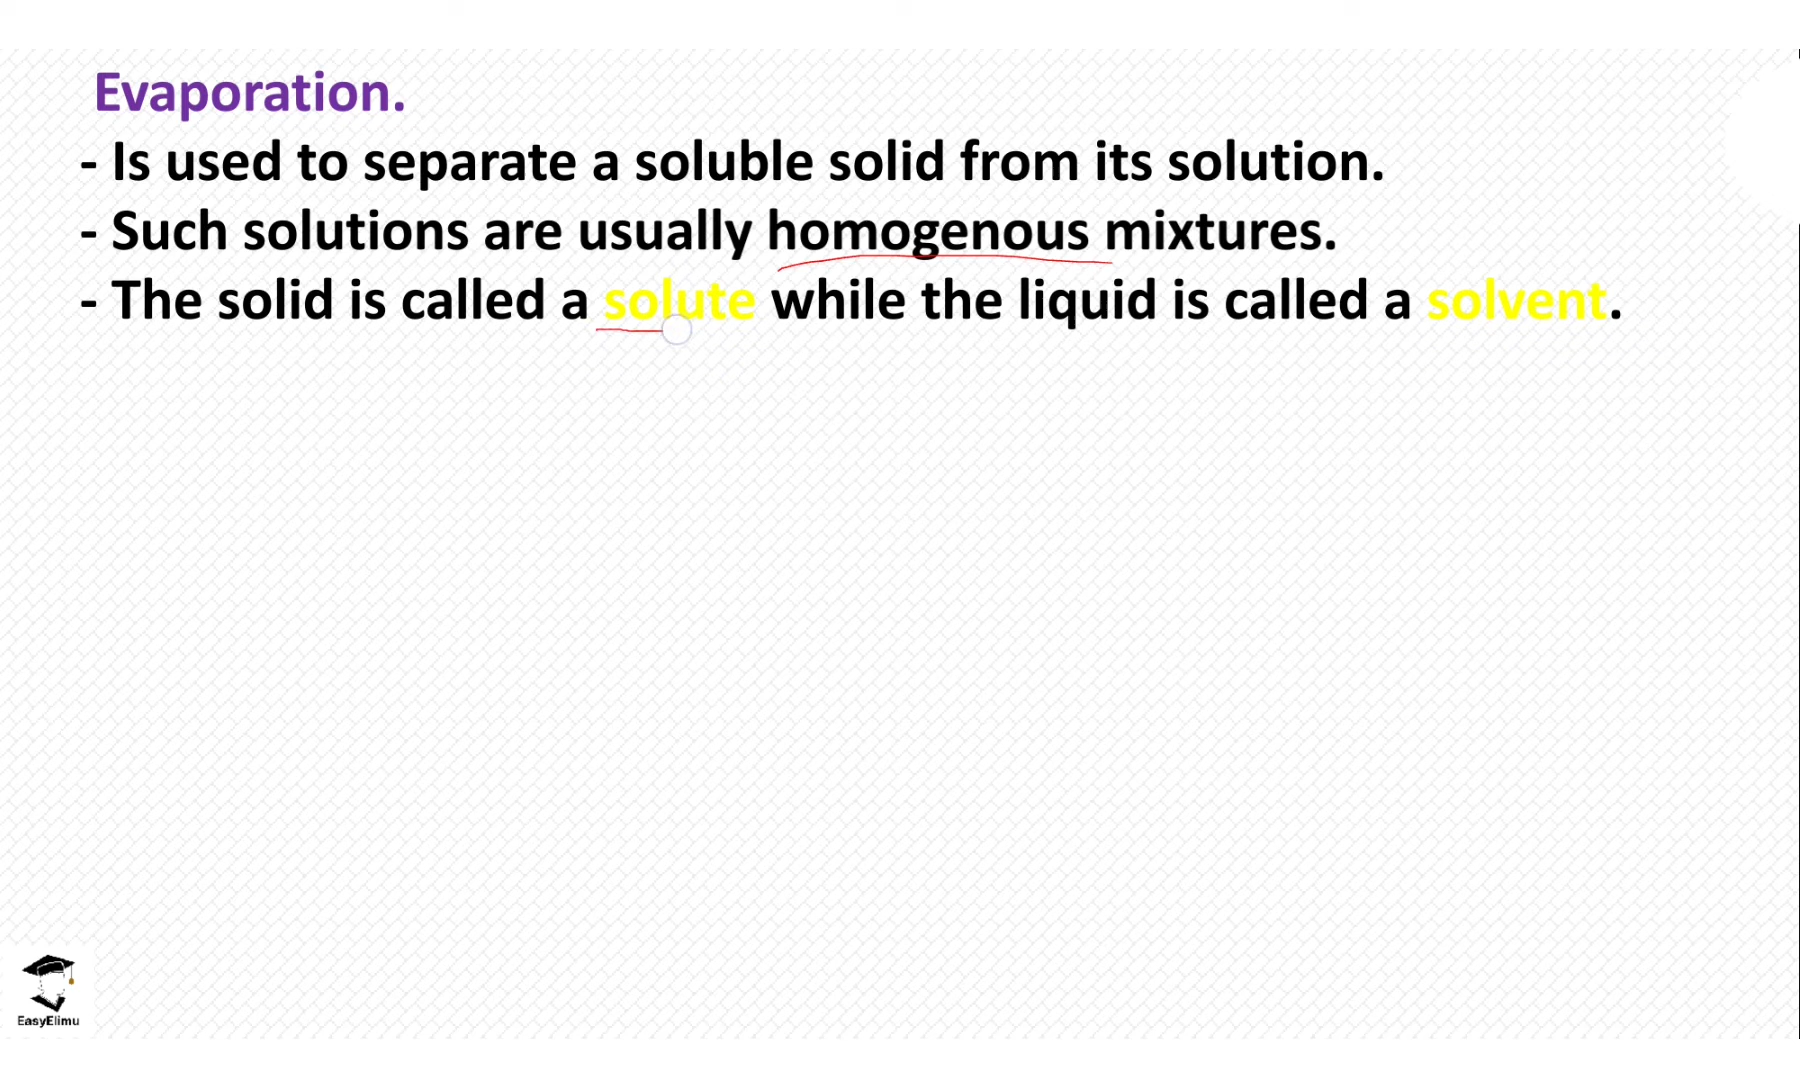 Evaporation.
- Is used to separate a soluble solid from its solution.
- Such solutions are usually homogenous mixtures.
- The solid is called a solute while the liquid is called a solvent.
EasyElimu